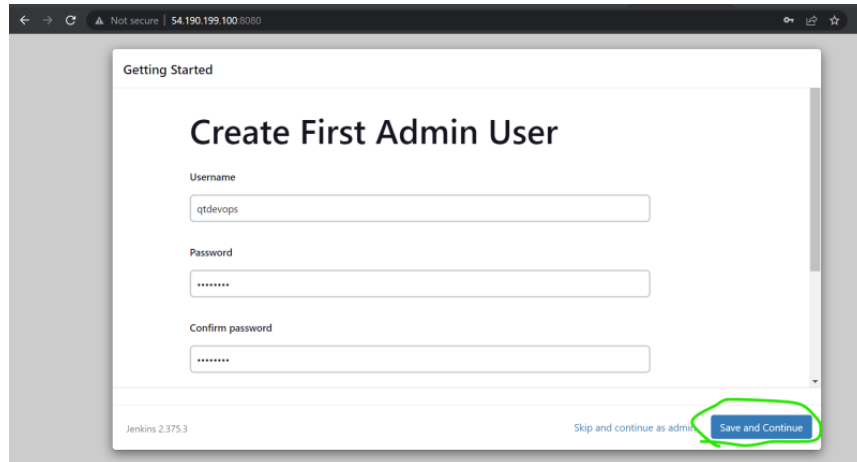 Not secure | 54.190.199.100:8080
Getting Started
Create First Admin User
Username
qtdevops
Password
••••••••
Confirm password
••••••••
Jenkins 2.375.3
Skip and continue as admin
Save and Continue